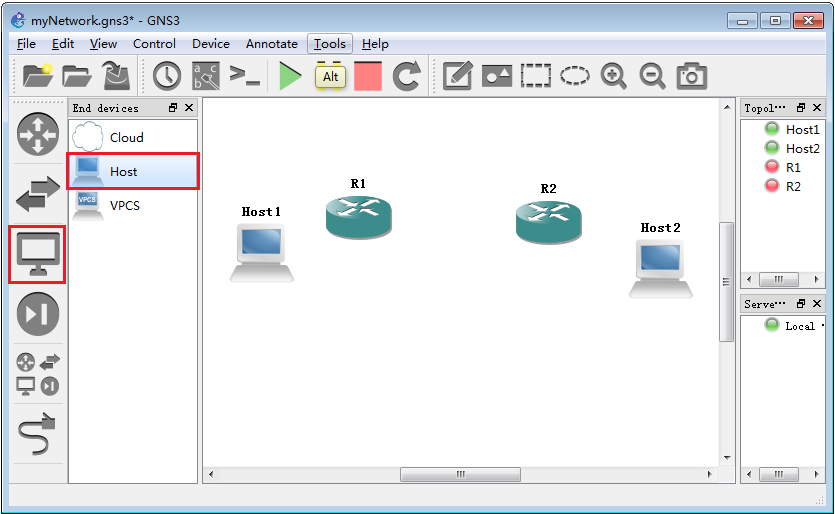 myNetwork.gns3* - GNS3
File Edit View Control Device Annotate Tools Help
a
b c
Alt
End devices
Cloud
Host
VPCS
VPCS
R1
R2
Host1
Host2
Topol···
Host1
Host2
R1
R2
Serve···
Local